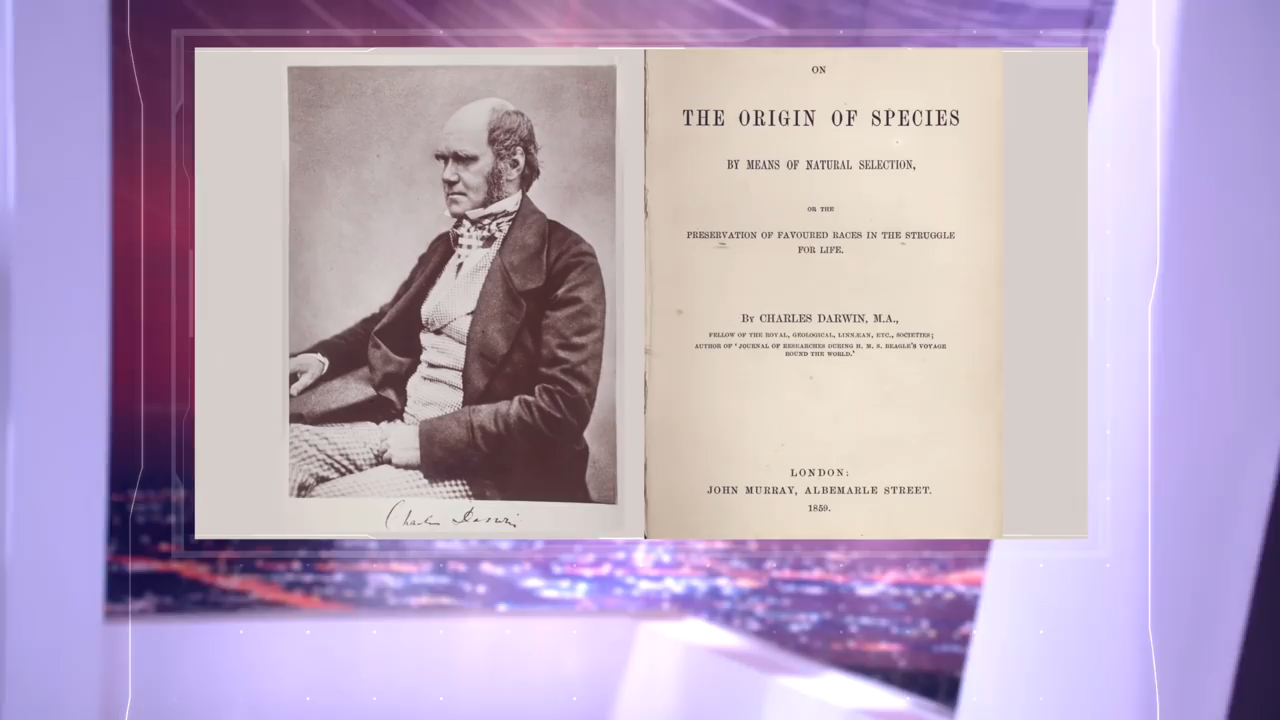 Charles Darwin
ON
THE ORIGIN OF SPECIES
BY MEANS OF NATURAL SELECTION,
OR THE
PRESERVATION OF FAVOURED RACES IN THE STRUGGLE
FOR LIFE.
BY CHARLES DARWIN, M.A.,
FELLOW OF THE ROYAL, GEOLOGICAL, LINNÆAN, ETC., SOCIETIES;
AUTHOR OF 'JOURNAL OF RESEARCHES DURING H. M. S. BEAGLE'S VOYAGE
ROUND THE WORLD.'
LONDON:
JOHN MURRAY, ALBEMARLE STREET.
1859.